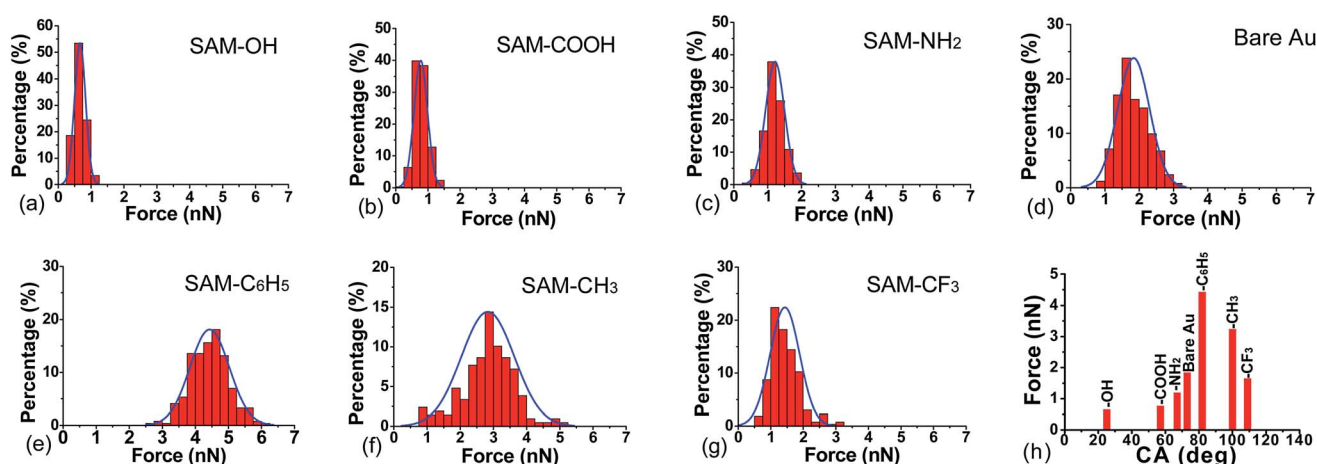 SAM-OH
Percentage (%)
60
50
40
30
20
10
0
0 1 2 3 4 5 6 7
Force (nN)
(a)
SAM-COOH
Percentage (%)
50
40
30
20
10
0
0 1 2 3 4 5 6 7
Force (nN)
(b)
SAM-NH2
Percentage (%)
50
40
30
20
10
0
0 1 2 3 4 5 6 7
Force (nN)
(c)
Bare Au
Percentage (%)
30
20
10
0
0 1 2 3 4 5 6 7
Force (nN)
(d)
SAM-C6H5
Percentage (%)
30
20
10
0
0 1 2 3 4 5 6 7
Force (nN)
(e)
SAM-CH3
Percentage (%)
20
15
10
5
0
0 1 2 3 4 5 6 7
Force (nN)
(f)
SAM-CF3
Percentage (%)
30
20
10
0
0 1 2 3 4 5 6 7
Force (nN)
(g)
Force (nN)
5
4
3
2
1
0
-OH
-COOH
-NH2
Bare Au
-C6H5
-CH3
-CF3
0 20 40 60 80 100 120 140
CA (deg)
(h)